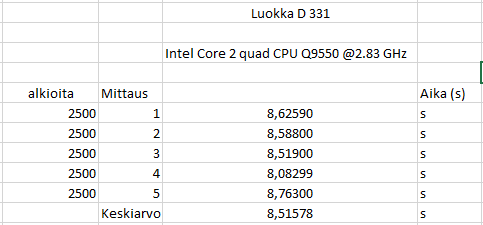 Luokka D 331
Intel Core 2 quad CPU Q9550 @2.83 GHz
alkioita Mittaus Aika (s)
2500 1 8,62590 s
2500 2 8,58800 s
2500 3 8,51900 s
2500 4 8,08299 s
2500 5 8,76300 s
Keskiarvo 8,51578 s